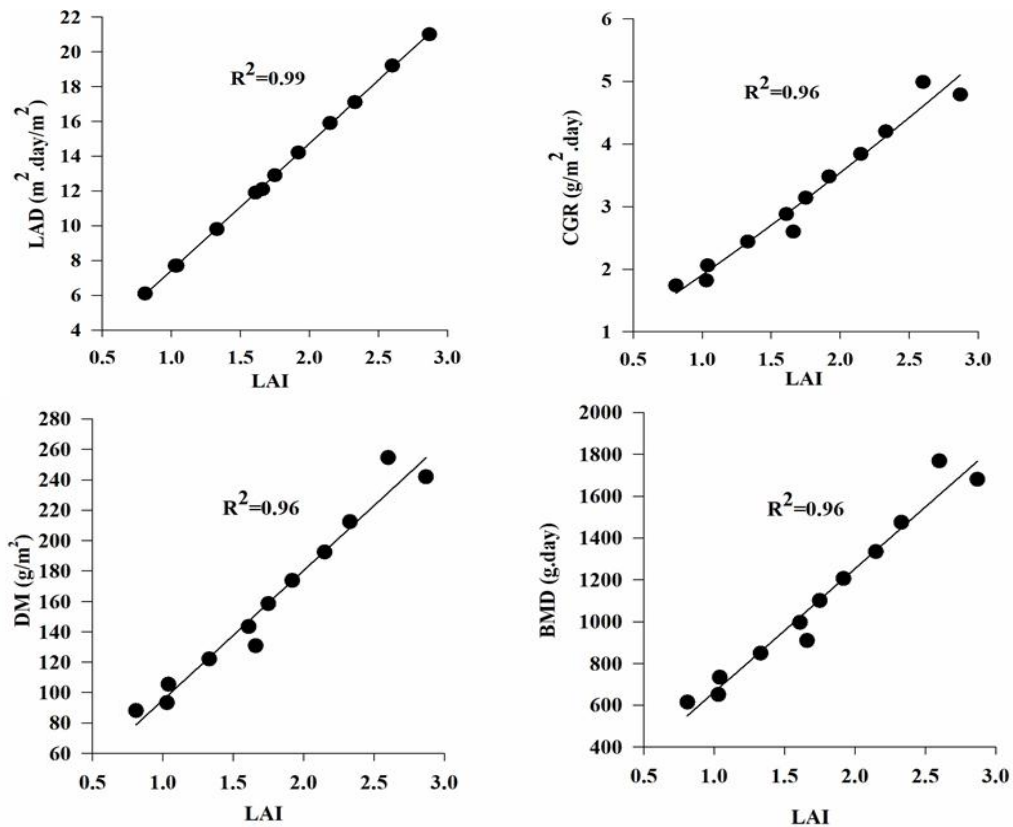 22
20
18
16
14
12
10
8
6
4
LAD (m².day/m²)
R²=0.99
0.5 1.0 1.5 2.0 2.5 3.0
LAI
6
5
4
3
2
1
CGR (g/m².day)
R²=0.96
0.5 1.0 1.5 2.0 2.5 3.0
LAI
280
260
240
220
200
180
160
140
120
100
80
60
DM (g/m²)
R²=0.96
0.5 1.0 1.5 2.0 2.5 3.0
LAI
2000
1800
1600
1400
1200
1000
800
600
400
BMD (g.day)
R²=0.96
0.5 1.0 1.5 2.0 2.5 3.0
LAI